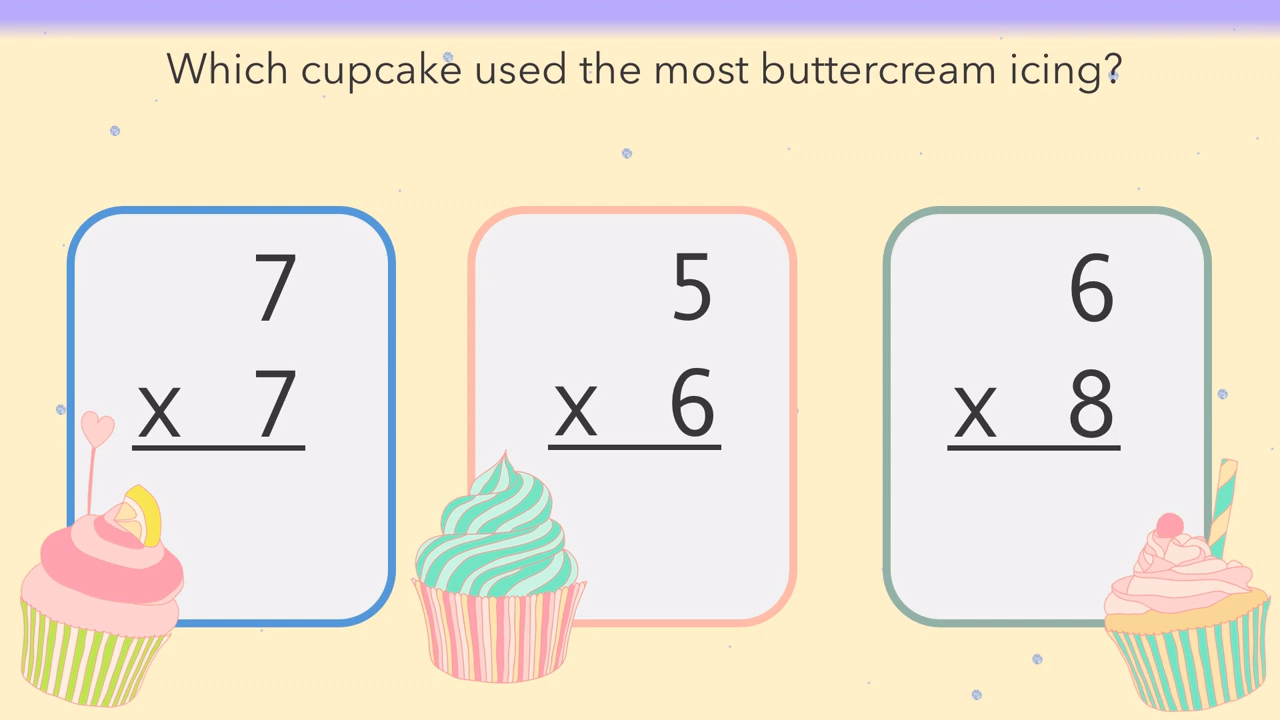 Which cupcake used the most buttercream icing?
7
x 7
5
x 6
6
x 8